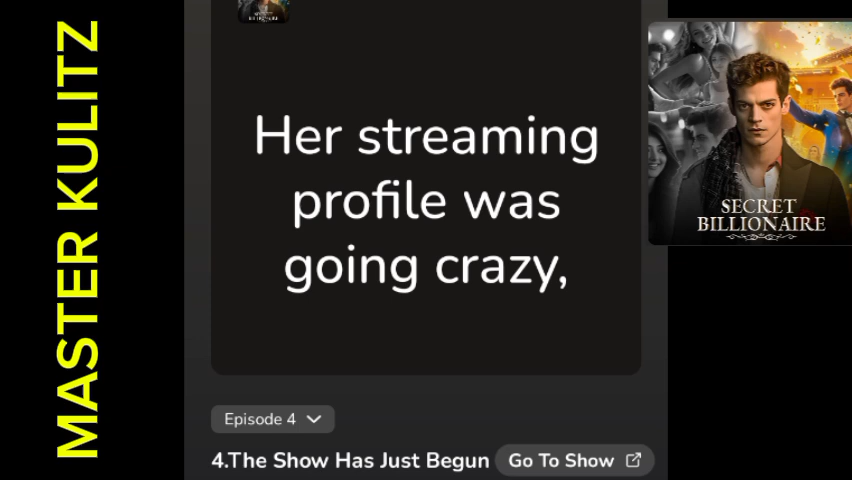 MASTER KULITZ
Her streaming
profile was
going crazy,
Episode 4
4.The Show Has Just Begun
Go To Show
SECRET
BILLIONAIRE